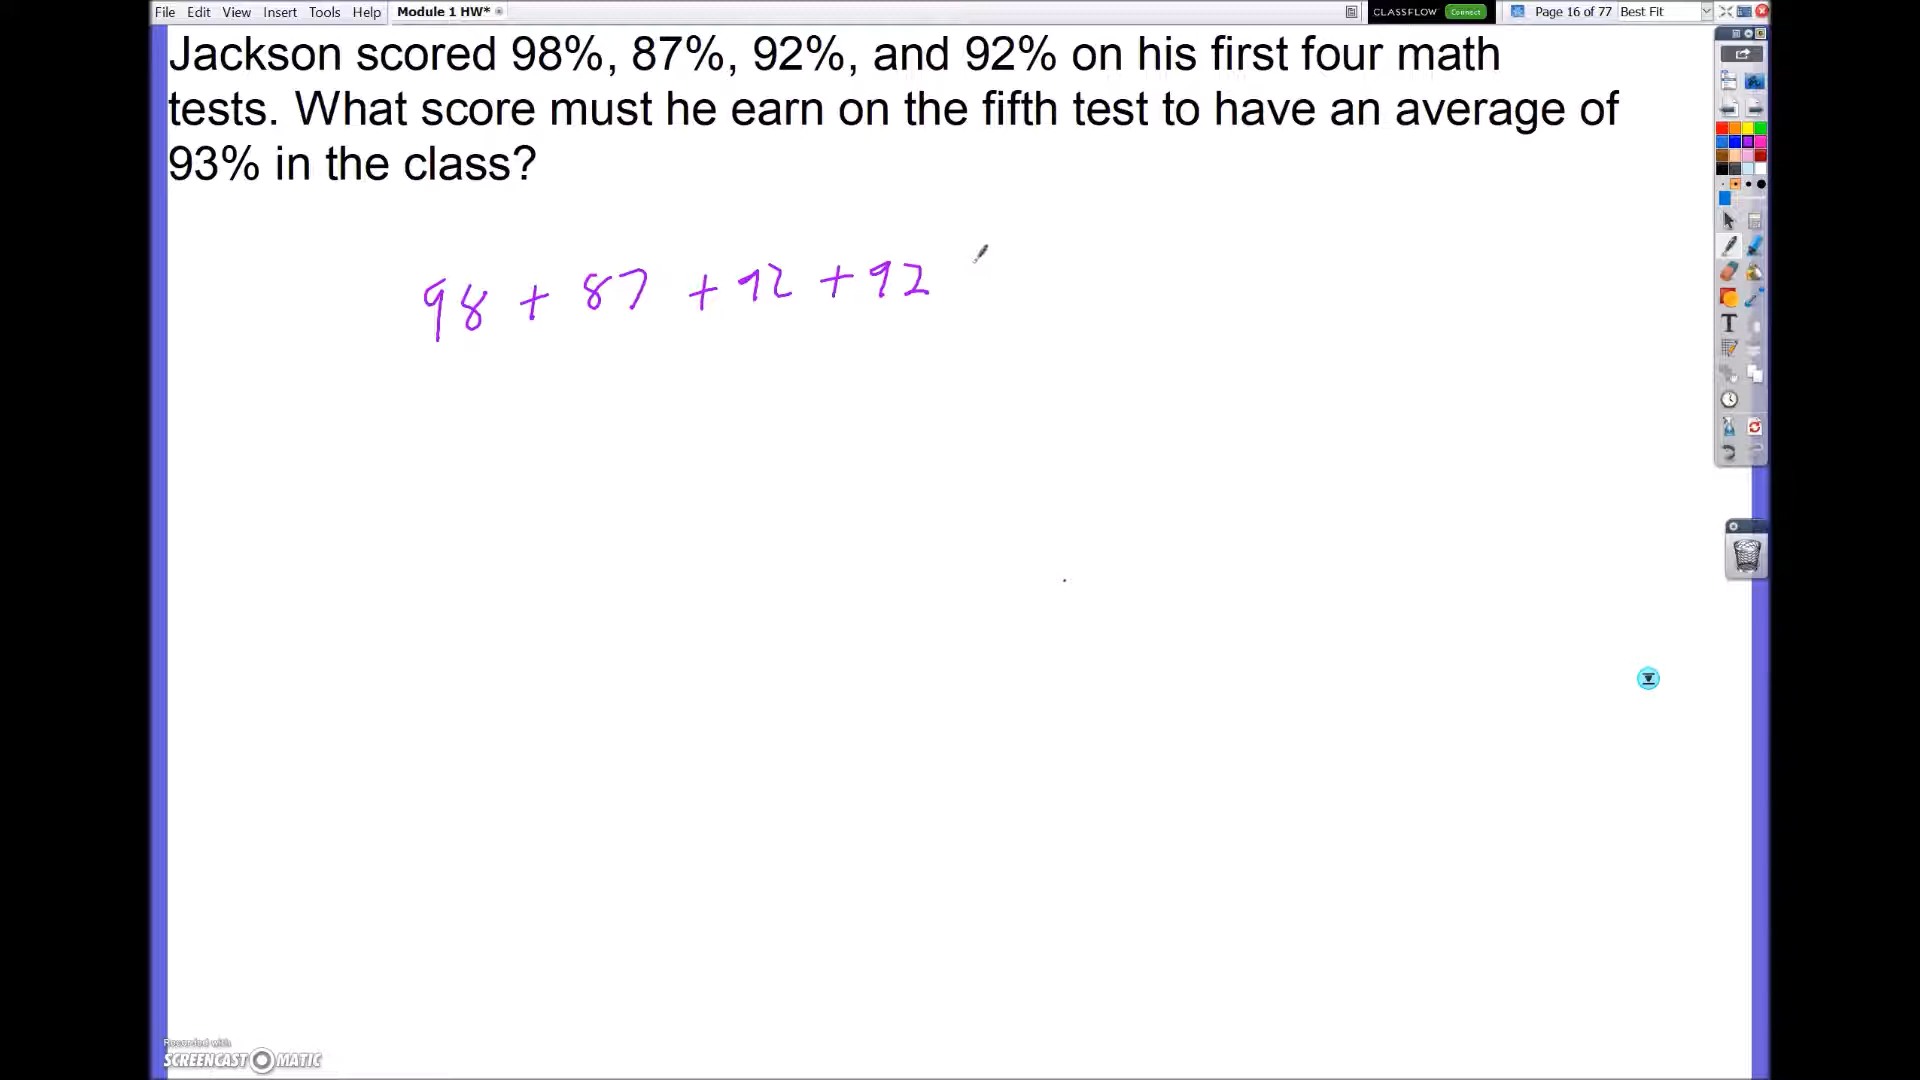 File Edit View Insert Tools Help Module 1 HW* CLASSFLOW Connect Page 16 of 77 Best Fit
Jackson scored 98%, 87%, 92%, and 92% on his first four math
tests. What score must he earn on the fifth test to have an average of
93% in the class?
98 + 87 + 92 + 92
T
Recorded with
SCREENCAST MATIC